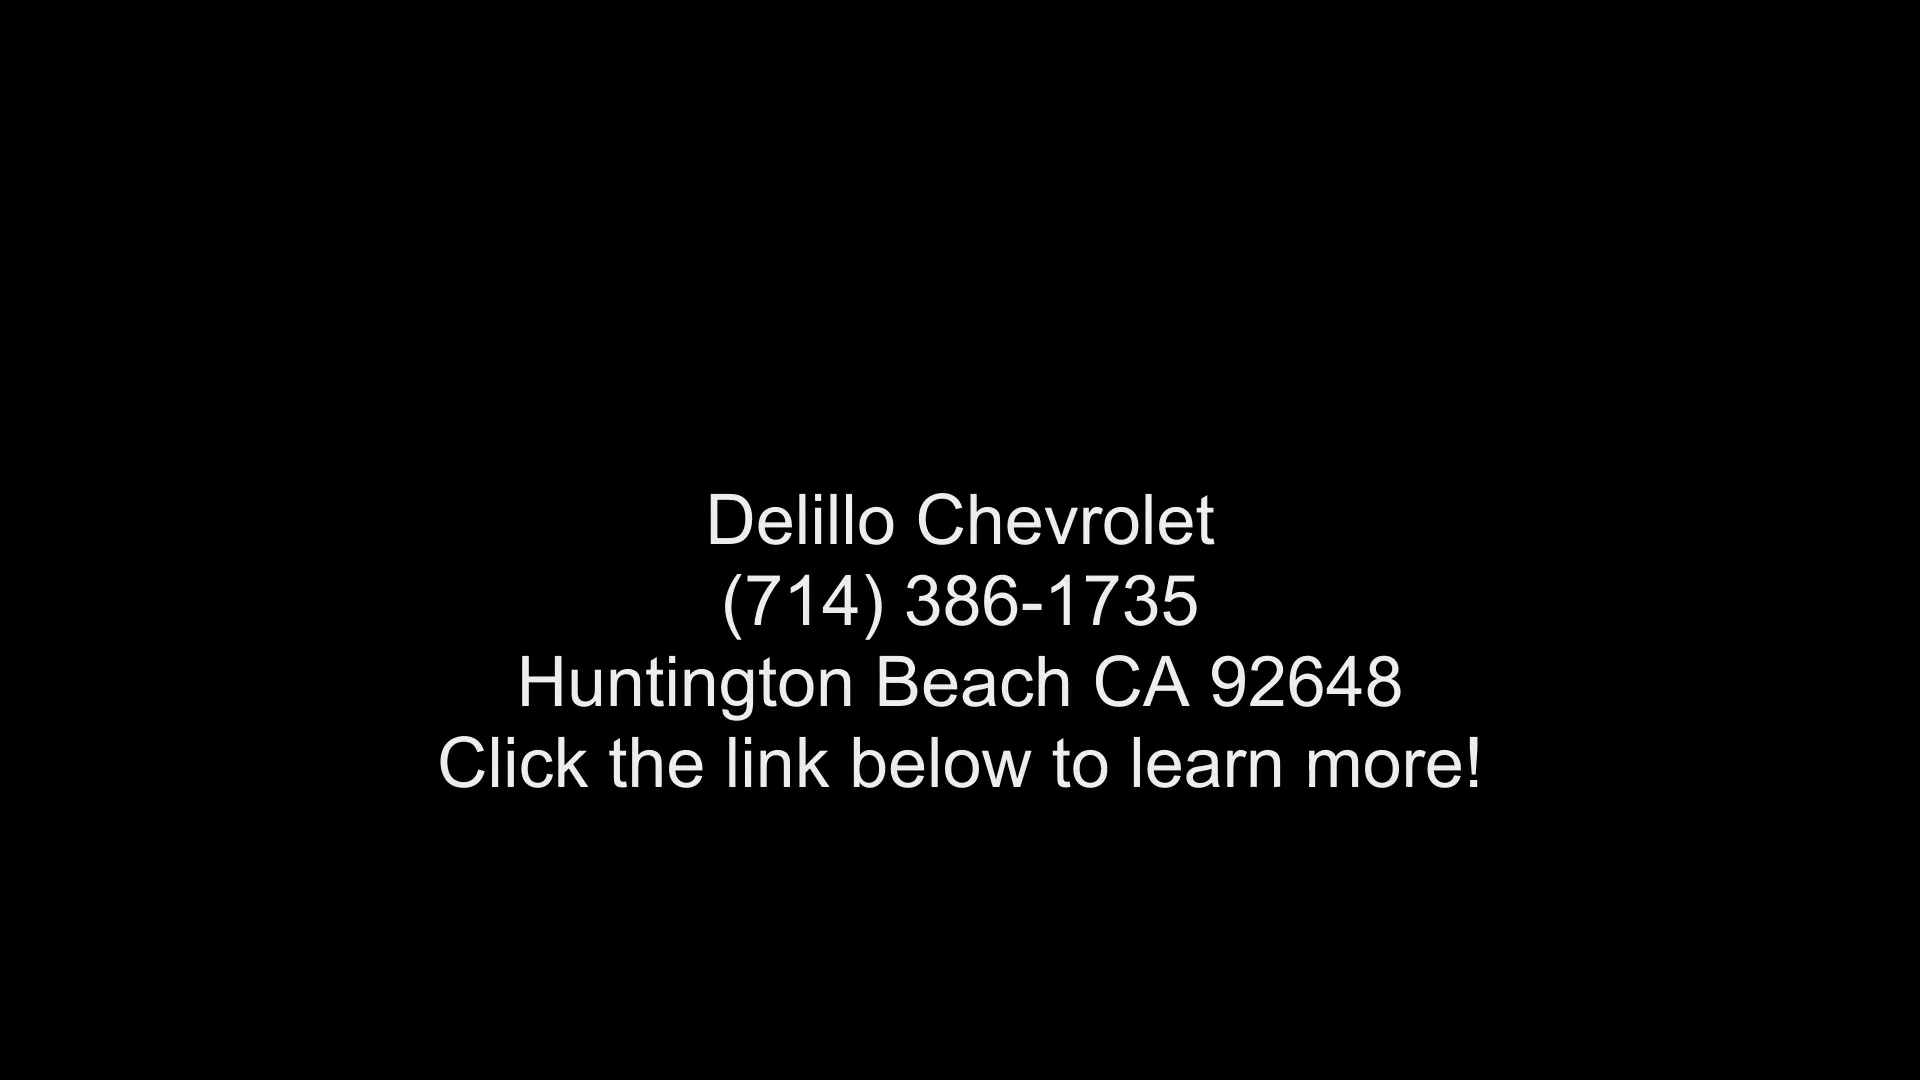 Delillo Chevrolet
(714) 386-1735
Huntington Beach CA 92648
Click the link below to learn more!